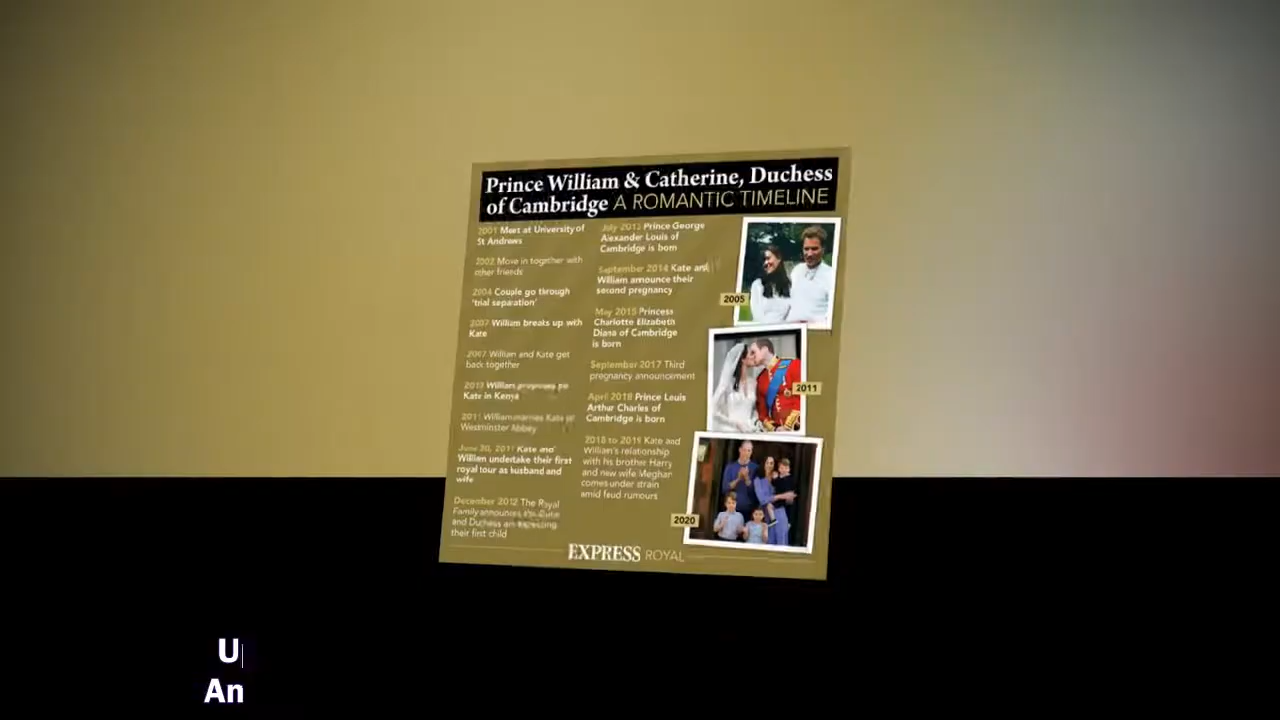 Prince William & Catherine, Duchess
of Cambridge A ROMANTIC TIMELINE
2001 Meet at University of
St Andrews
2002 Move in together with
other friends
2004 Couple go through
'trial separation'
2007 William breaks up with
Kate
2007 William and Kate get
back together
2010 William proposes to
Kate in Kenya
2011 William marries Kate at
Westminster Abbey
June 30, 2011 Kate and
William undertake their first
royal tour as husband and
wife
December 2012 The Royal
Family announces the Duke
and Duchess are expecting
their first child
July 2013 Prince George
Alexander Louis of
Cambridge is born
September 2014 Kate and
William announce their
second pregnancy
May 2015 Princess
Charlotte Elizabeth
Diana of Cambridge
is born
September 2017 Third
pregnancy announcement
April 2018 Prince Louis
Arthur Charles of
Cambridge is born
2018 to 2019 Kate and
William's relationship
with his brother Harry
and new wife Meghan
comes under strain
amid feud rumours
2005
2011
2020
EXPRESS ROYAL
U
An